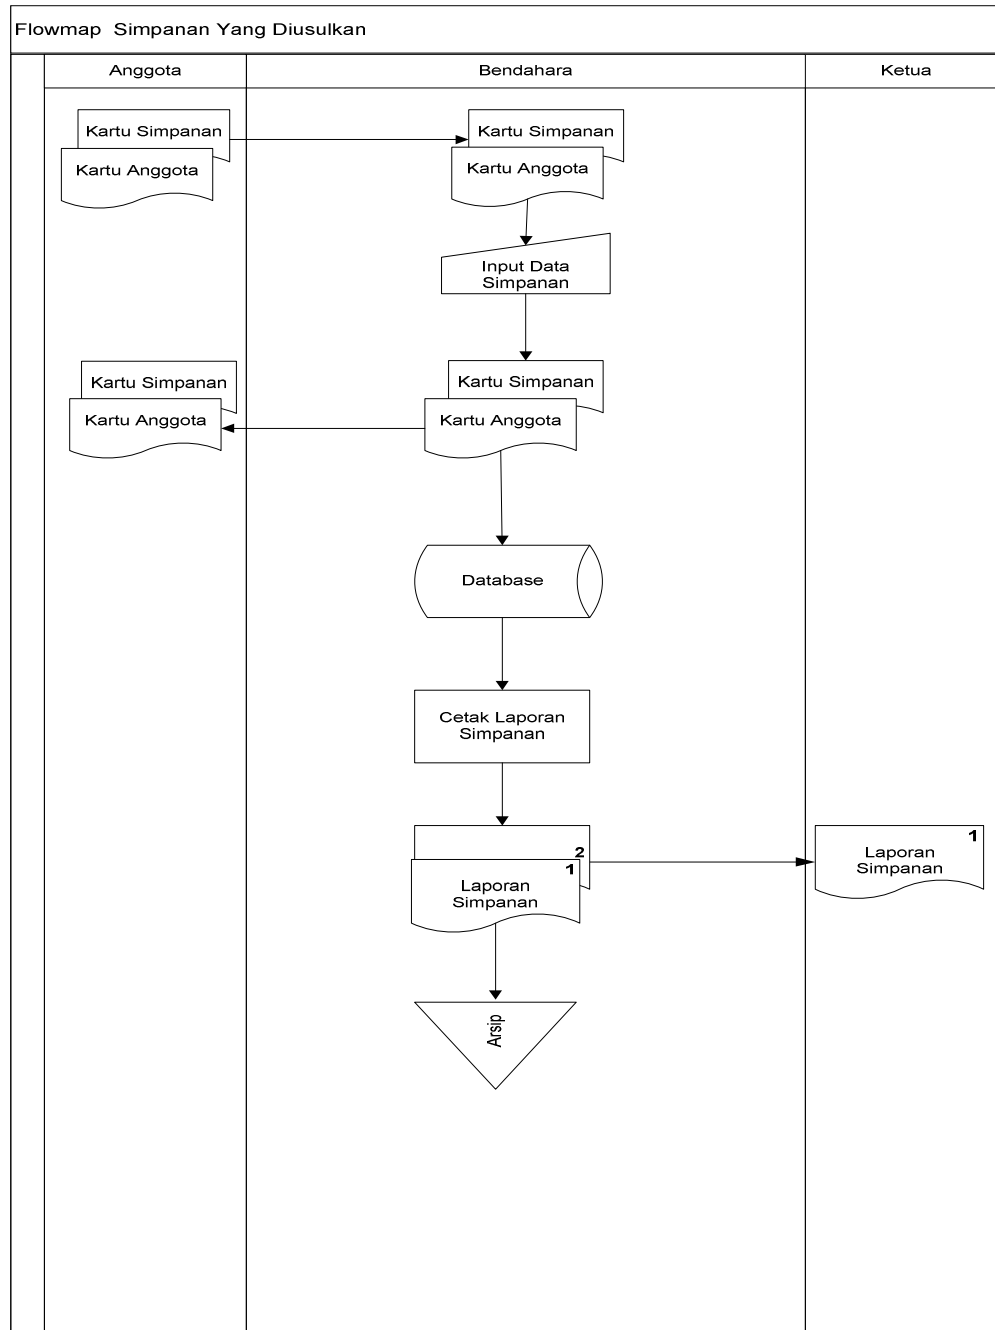 Flowmap  Simpanan Yang Diusulkan
Anggota
Bendahara
Ketua
Kartu Simpanan
Kartu Anggota
Kartu Simpanan
Kartu Anggota
Input Data
Simpanan
Kartu Simpanan
Kartu Anggota
Kartu Simpanan
Kartu Anggota
Database
Cetak Laporan
Simpanan
2
1
Laporan
Simpanan
1
Laporan
Simpanan
Arsip